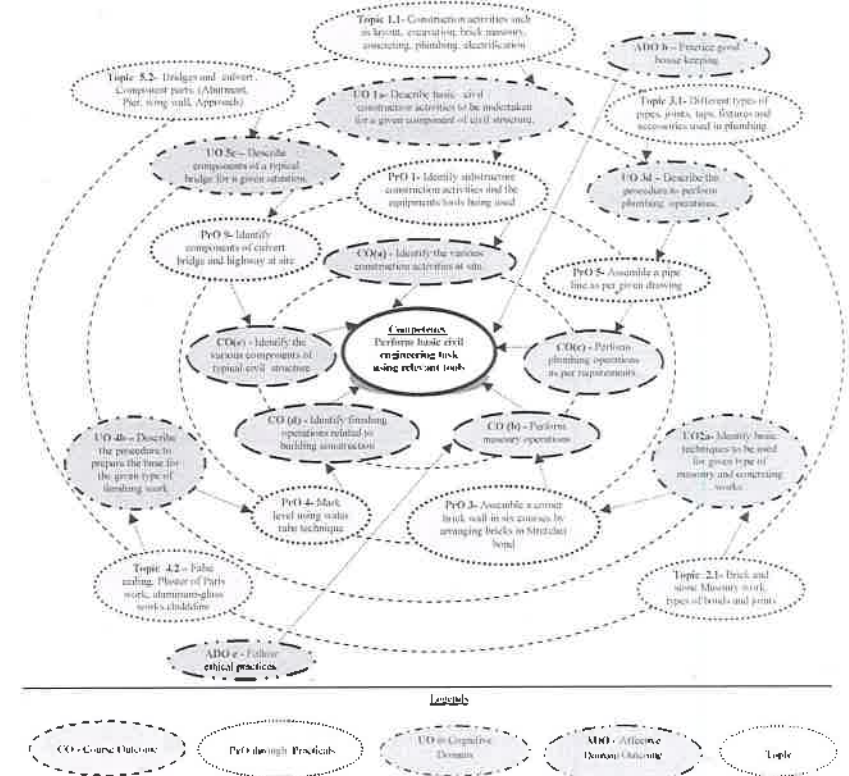 Topic 1.1- Construction activities such
as layout, excavation, brick masonry,
concreting, plumbing, electrification
ADO b - Practice good
house keeping
Topic 5.2- Bridges and culvert
Component parts (Abutment,
Pier, wing wall, Approach)
UO 1a- Describe basic civil
construction activities to be undertaken
for a given component of civil structure.
Topic 3.1- Different types of
pipes, joints, taps, fixtures and
accessories used in plumbing
UO 5c - Describe
components of a typical
bridge for a given situation.
PrO 1- Identify substructure
construction activities and the
equipments tools being used
UO 3d - Describe the
procedure to perform
plumbing operations.
PrO 9- Identify
components of culvert
bridge and highway at site
CO(a) - Identify the various
construction activities at site.
PrO 5- Assemble a pipe
line as per given drawing
Competency
Perform basic civil
engineering task
using relevant tools
CO(e) - Identify the
various components of
typical civil structure
CO(c) - Perform
plumbing operations
as per requirements
CO (d) - Identify finishing
operations related to
building construction
CO (b) - Perform
masonry operations
UO 4b - Describe
the procedure to
prepare the base for
the given type of
finishing work
UO2a- Identify basic
techniques to be used
for given type of
masonry and concreting
works
PrO 4- Mark
level using water
tube technique
PrO 3- Assemble a corner
brick wall in six courses by
arranging bricks in Stretcher
bond
Topic 4.2 - False
ceiling, Plaster of Paris
work, aluminum-glass
works
Topic 2.1- Brick and
stone Masonry work,
types of bonds and joints
ADO e - Follow
ethical practices
Legends
CO - Course Outcome
PrO through Practicals
UO in Cognitive
Domain
ADO - Affective
Domain Outcome
Topic